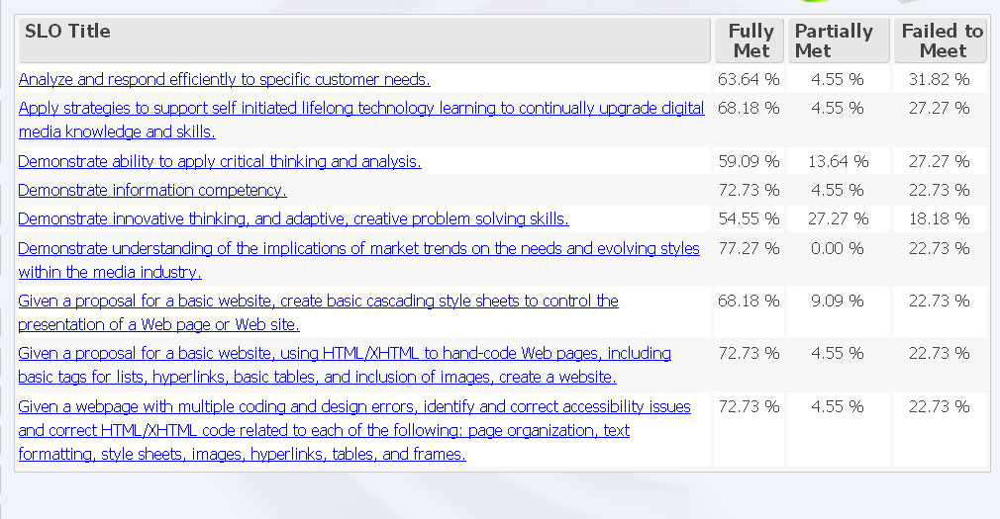 SLO Title Fully Met Partially Met Failed to Meet
Analyze and respond efficiently to specific customer needs. 63.64 % 4.55 % 31.82 %
Apply strategies to support self initiated lifelong technology learning to continually upgrade digital 68.18 % 4.55 % 27.27 %
media knowledge and skills.
Demonstrate ability to apply critical thinking and analysis. 59.09 % 13.64 % 27.27 %
Demonstrate information competency. 72.73 % 4.55 % 22.73 %
Demonstrate innovative thinking, and adaptive, creative problem solving skills. 54.55 % 27.27 % 18.18 %
Demonstrate understanding of the implications of market trends on the needs and evolving styles 77.27 % 0.00 % 22.73 %
within the media industry.
Given a proposal for a basic website, create basic cascading style sheets to control the 68.18 % 9.09 % 22.73 %
presentation of a Web page or Web site.
Given a proposal for a basic website, using HTML/XHTML to hand-code Web pages, including 72.73 % 4.55 % 22.73 %
basic tags for lists, hyperlinks, basic tables, and inclusion of images, create a website.
Given a webpage with multiple coding and design errors, identify and correct accessibility issues 72.73 % 4.55 % 22.73 %
and correct HTML/XHTML code related to each of the following: page organization, text
formatting, style sheets, images, hyperlinks, tables, and frames.